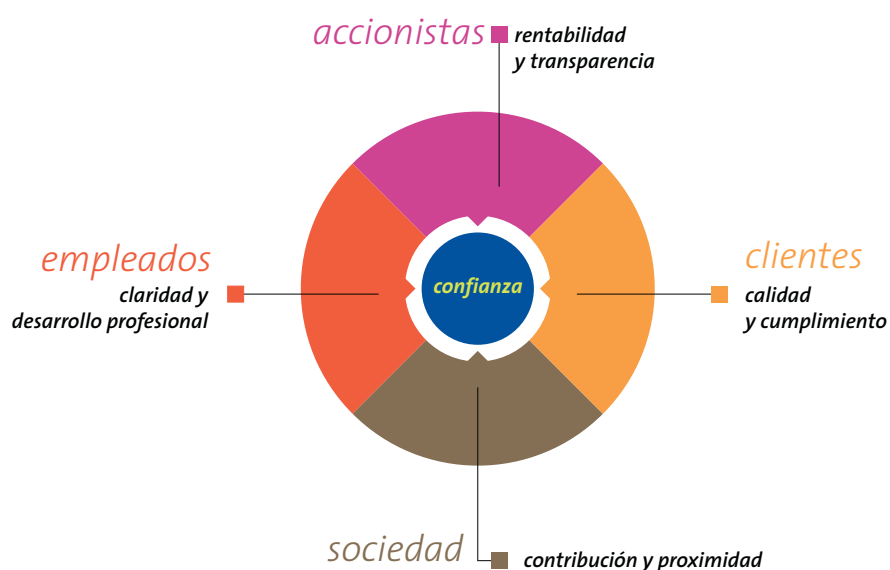 accionistas
rentabilidad
y transparencia
empleados
claridad y
desarrollo profesional
confianza
clientes
calidad
y cumplimiento
sociedad
contribución y proximidad